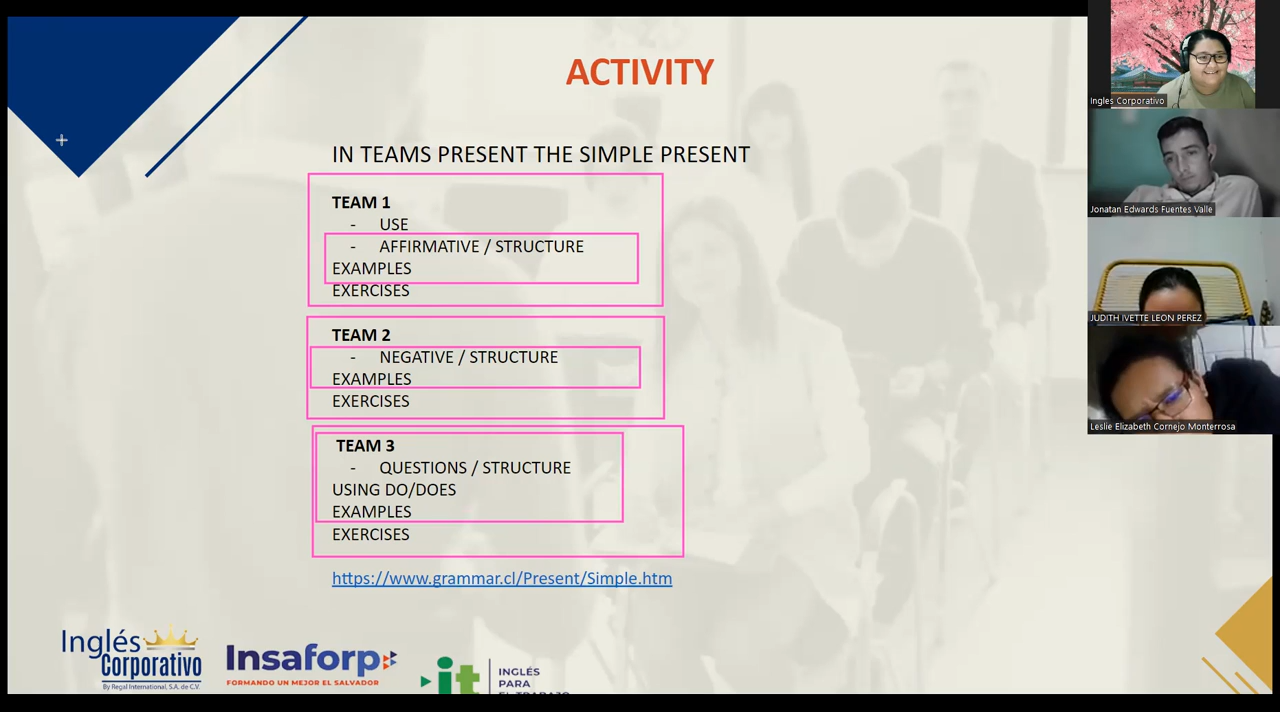 ACTIVITY
IN TEAMS PRESENT THE SIMPLE PRESENT
TEAM 1
- USE
- AFFIRMATIVE / STRUCTURE
EXAMPLES
EXERCISES
TEAM 2
- NEGATIVE / STRUCTURE
EXAMPLES
EXERCISES
TEAM 3
- QUESTIONS / STRUCTURE
USING DO/DOES
EXAMPLES
EXERCISES
https://www.grammar.cl/Present/Simple.htm
Inglés
Corporativo
By Regal International, S.A. de C.V.
Insaforp
FORMANDO UN MEJOR EL SALVADOR
it
INGLÉS
PARA
EL TRABAJO
Ingles Corporativo
Jonatan Edwards Fuentes Valle
JUDITH IVETTE LEON PEREZ
Leslie Elizabeth Cornejo Monterrosa